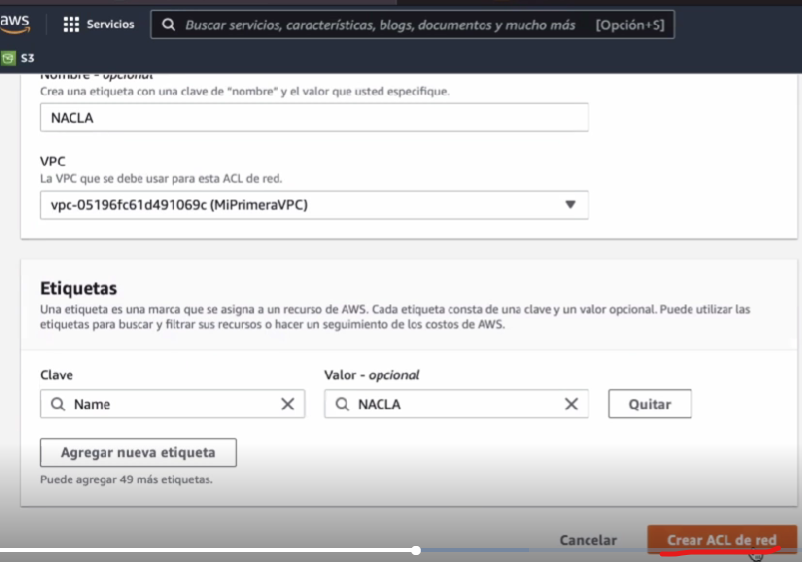 aws
Servicios
Buscar servicios, características, blogs, documentos y mucho más
[Opción+S]
S3
Nombre - opcional
Crea una etiqueta con una clave de "nombre" y el valor que usted especifique.
NACLA
VPC
La VPC que se debe usar para esta ACL de red.
vpc-05196fc61d491069c (MiPrimeraVPC)
Etiquetas
Una etiqueta es una marca que se asigna a un recurso de AWS. Cada etiqueta consta de una clave y un valor opcional. Puede utilizar las
etiquetas para buscar y filtrar sus recursos o hacer un seguimiento de los costos de AWS.
Clave
Valor - opcional
Name
NACLA
Quitar
Agregar nueva etiqueta
Puede agregar 49 más etiquetas.
Cancelar
Crear ACL de red